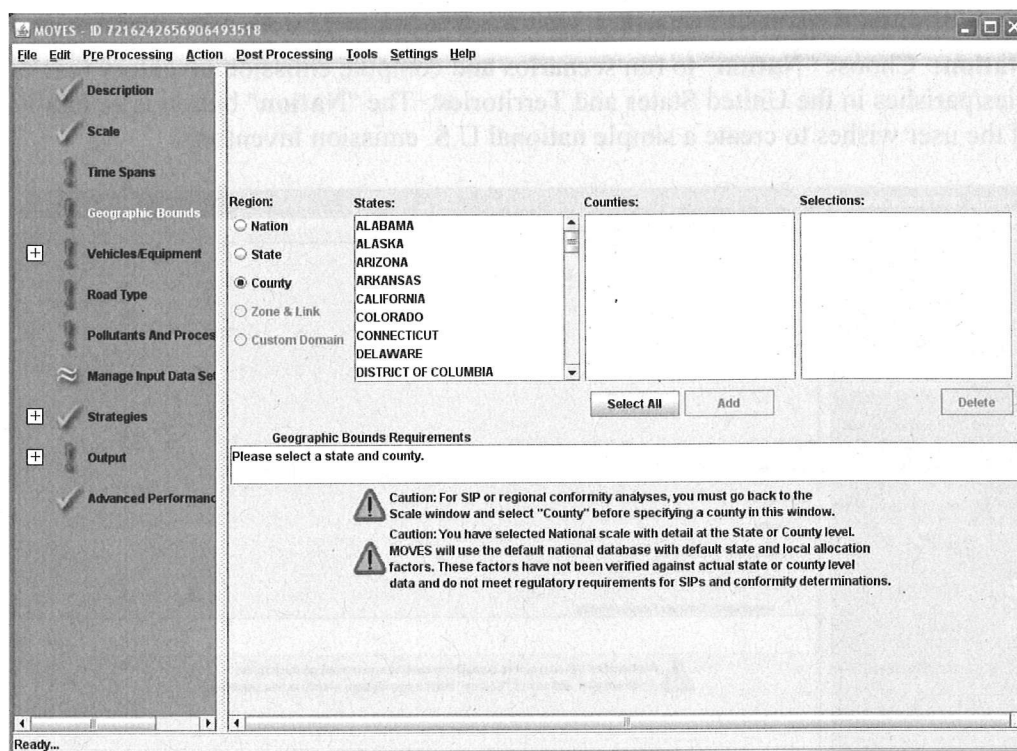 MOVES - ID 7216242656906493518
File Edit Pre Processing Action Post Processing Tools Settings Help
Description
Scale
Time Spans
Geographic Bounds
Vehicles/Equipment
Road Type
Pollutants And Proces
Manage Input Data Set
Strategies
Output
Advanced Performanc
Region:
Nation
State
County
Zone & Link
Custom Domain
States:
ALABAMA
ALASKA
ARIZONA
ARKANSAS
CALIFORNIA
COLORADO
CONNECTICUT
DELAWARE
DISTRICT OF COLUMBIA
Counties:
Selections:
Select All
Add
Delete
Geographic Bounds Requirements
Please select a state and county.
Caution: For SIP or regional conformity analyses, you must go back to the
Scale window and select "County" before specifying a county in this window.
Caution: You have selected National scale with detail at the State or County level.
MOVES will use the default national database with default state and local allocation
factors. These factors have not been verified against actual state or county level
data and do not meet regulatory requirements for SIPs and conformity determinations.
Ready...